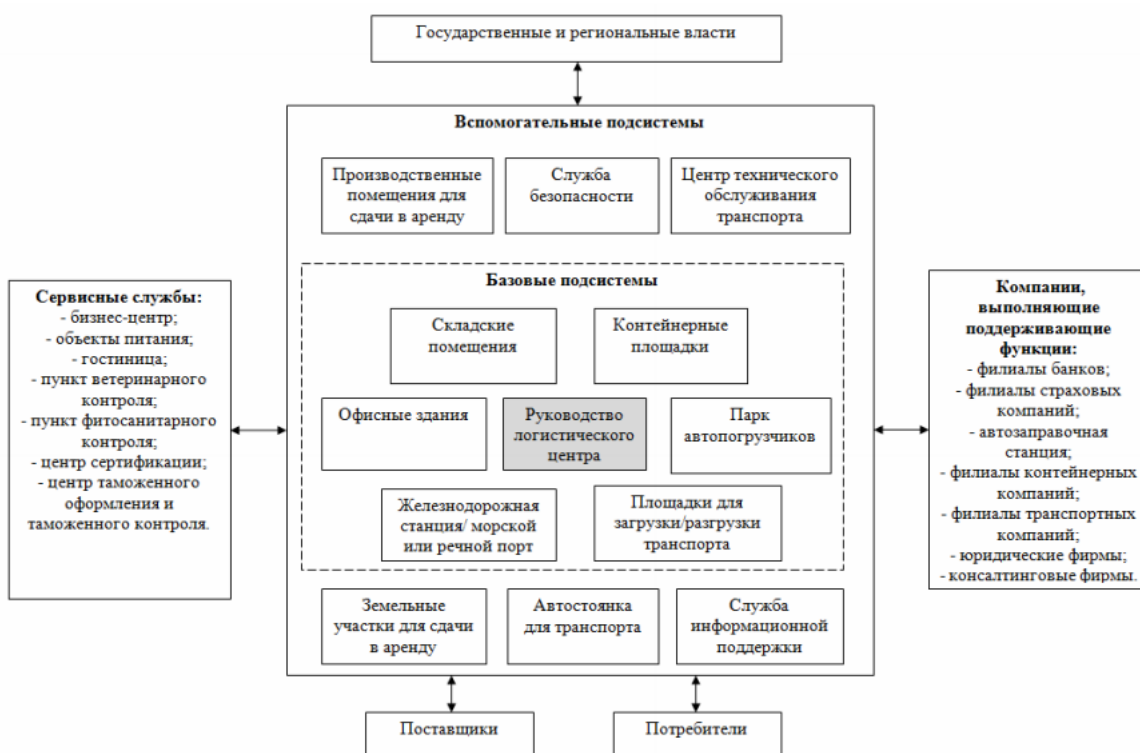 Государственные и региональные власти
Вспомогательные подсистемы
Производственные
помещения для
сдачи в аренду
Служба
безопасности
Центр технического
обслуживания
транспорта
Базовые подсистемы
Складские
помещения
Контейнерные
площадки
Офисные здания
Руководство
логистического
центра
Парк
автопогрузчиков
Железнодорожная
станция/ морской
или речной порт
Площадки для
загрузки/разгрузки
транспорта
Земельные
участки для сдачи
в аренду
Автостоянка
для транспорта
Служба
информационной
поддержки
Сервисные службы:
- бизнес-центр;
- объекты питания;
- гостиница;
- пункт ветеринарного
контроля;
- пункт фитосанитарного
контроля;
- центр сертификации;
- центр таможенного
оформления и
таможенного контроля.
Компании,
выполняющие
поддерживающие
функции:
- филиалы банков;
- филиалы страховых
компаний;
- автозаправочная
станция;
- филиалы контейнерных
компаний;
- филиалы транспортных
компаний;
- юридические фирмы;
- консалтинговые фирмы.
Поставщики
Потребители